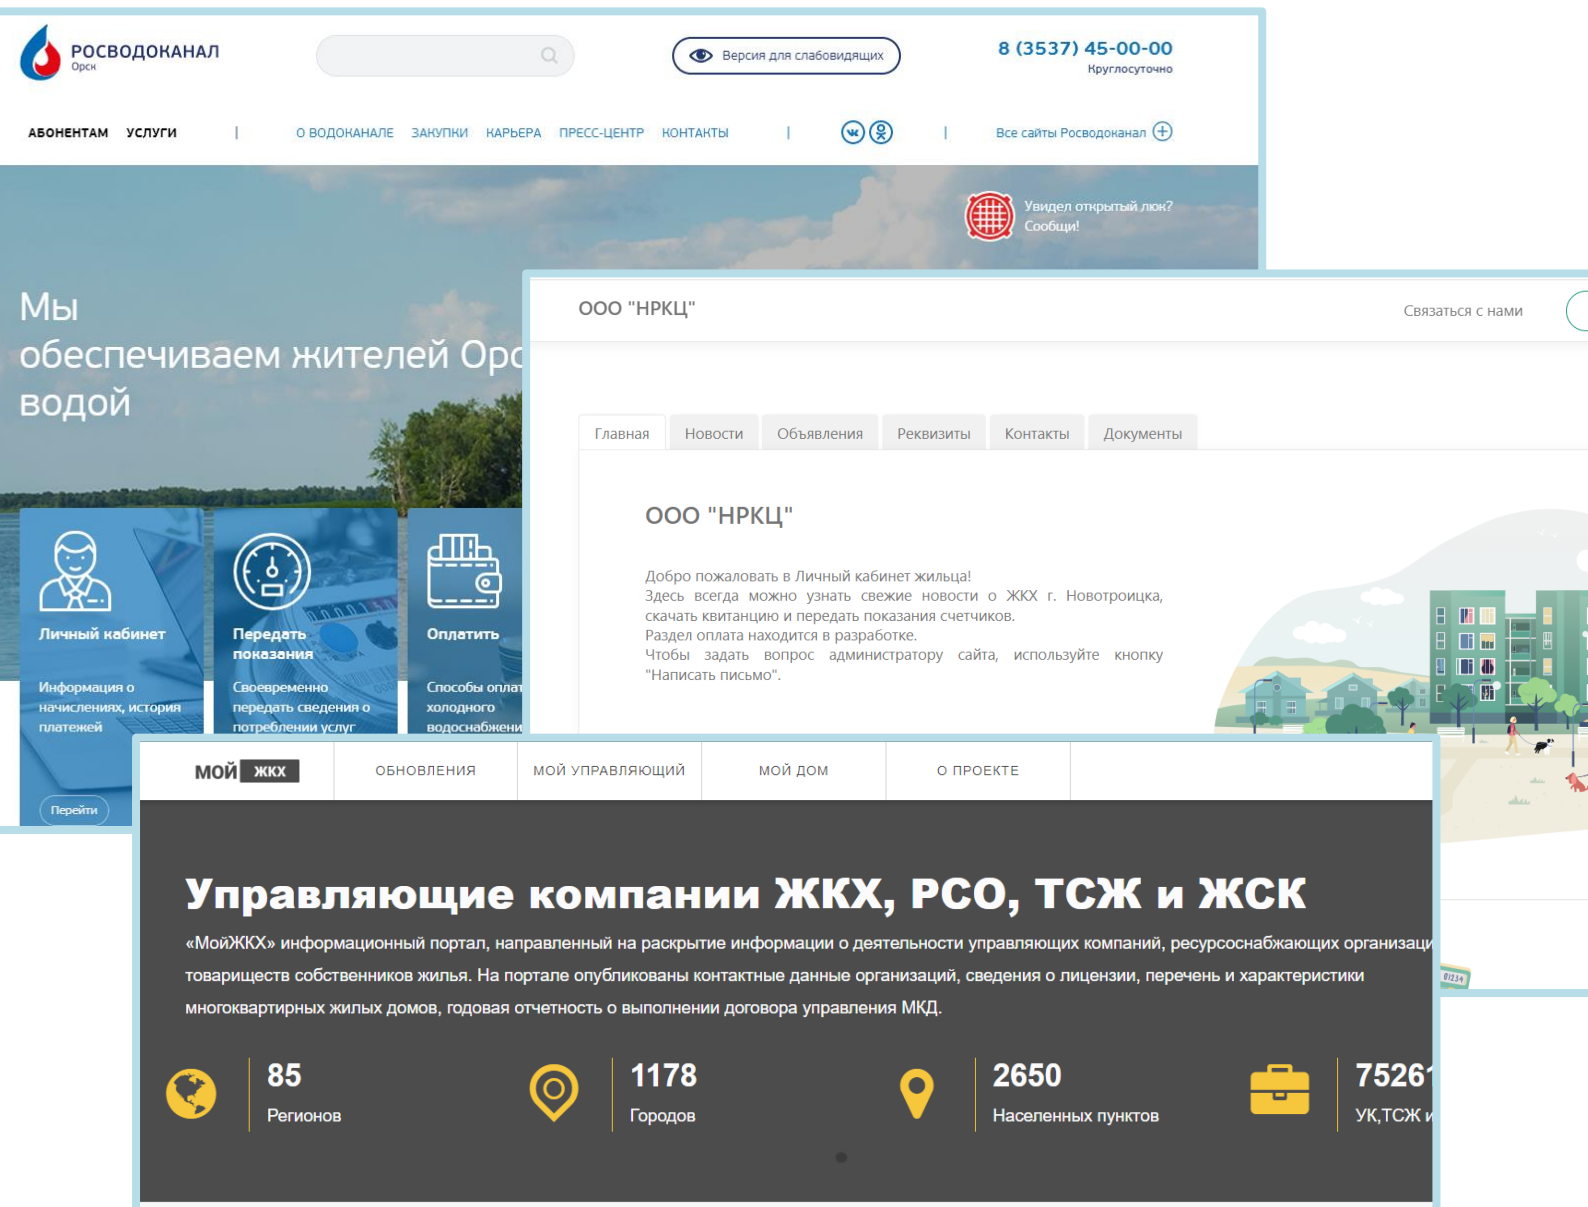 РОСВОДОКАНАЛ
Орск
Версия для слабовидящих
8 (3537) 45-00-00
Круглосуточно
АБОНЕНТАМ УСЛУГИ | О ВОДОКАНАЛЕ ЗАКУПКИ КАРЬЕРА ПРЕСС-ЦЕНТР КОНТАКТЫ | | Все сайты Росводоканал
Увидел открытый люк?
Сообщи!
Мы
обеспечиваем жителей Орс
водой
Личный кабинет
Информация о
начислениях, история
платежей
Перейти
Передать
показания
Своевременно
передать сведения о
потреблении услуг
Оплатить
Способы оплат
холодного
водоснабжени
ООО "НРКЦ"
Связаться с нами
Главная Новости Объявления Реквизиты Контакты Документы
ООО "НРКЦ"
Добро пожаловать в Личный кабинет жильца!
Здесь всегда можно узнать свежие новости о ЖКХ г. Новотроицка,
скачать квитанцию и передать показания счетчиков.
Раздел оплата находится в разработке.
Чтобы задать вопрос администратору сайта, используйте кнопку
"Написать письмо".
01234
МОЙ ЖКХ ОБНОВЛЕНИЯ МОЙ УПРАВЛЯЮЩИЙ МОЙ ДОМ О ПРОЕКТЕ
Управляющие компании ЖКХ, РСО, ТСЖ и ЖСК
«МойЖКХ» информационный портал, направленный на раскрытие информации о деятельности управляющих компаний, ресурсоснабжающих организаци
товариществ собственников жилья. На портале опубликованы контактные данные организаций, сведения о лицензии, перечень и характеристики
многоквартирных жилых домов, годовая отчетность о выполнении договора управления МКД.
85
Регионов
1178
Городов
2650
Населенных пунктов
75261
УК,ТСЖ и